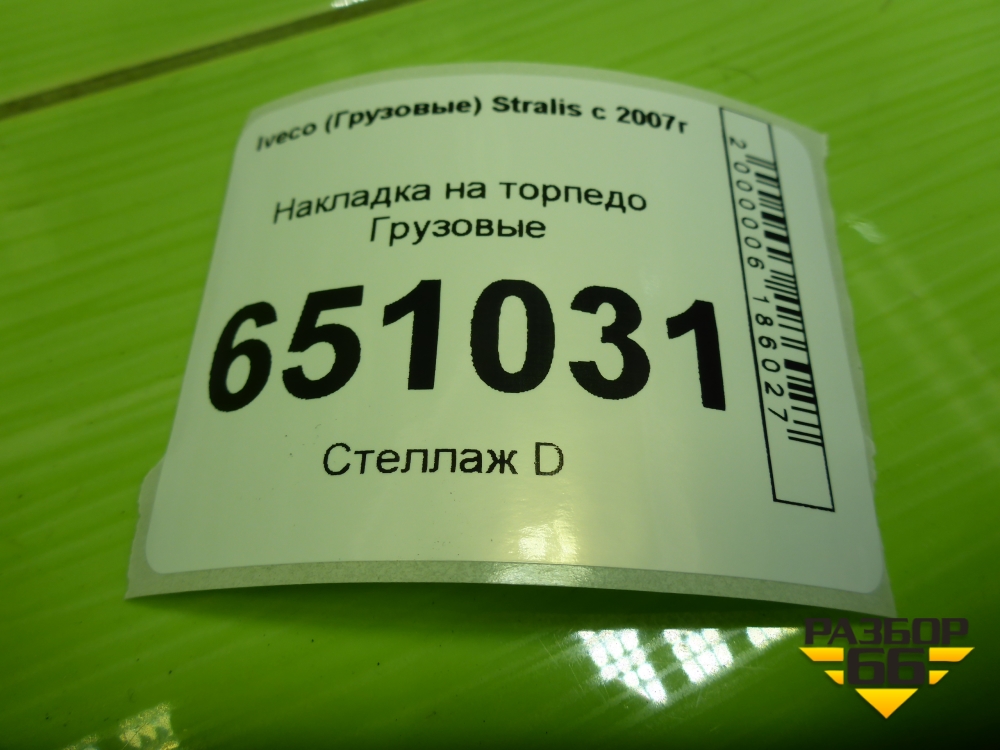 Iveco (Грузовые) Stralis с 2007г
Накладка на торпедо
Грузовые
651031
Стеллаж D
2000006186027
РАЗБОР
66